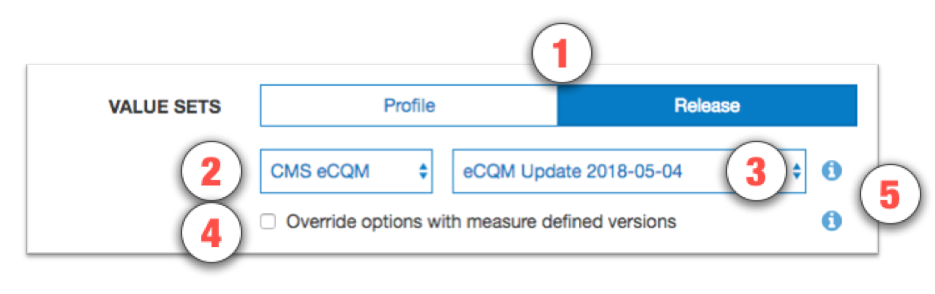 1
VALUE SETS Profile Release
2 CMS eCQM eCQM Update 2018-05-04 3 i
5
4 Override options with measure defined versions i